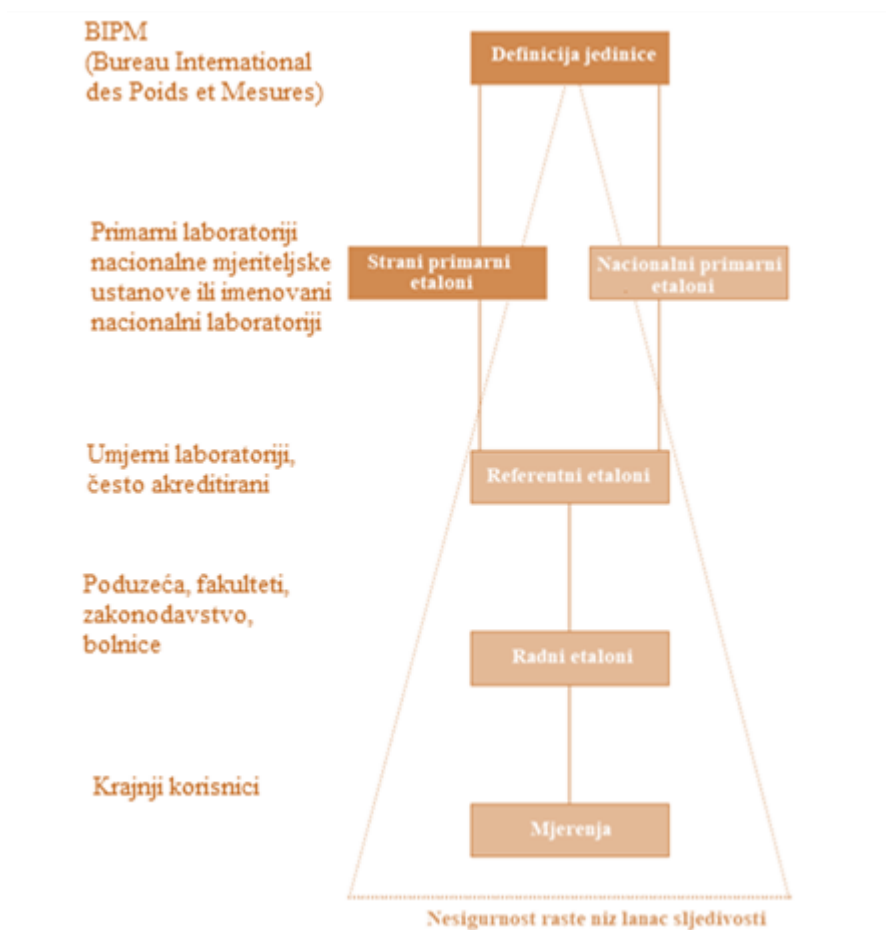 BIPM
(Bureau International
des Poids et Mesures)
Definicija jedinice
Primarni laboratoriji
nacionalne mjeriteljske
ustanove ili imenovani
nacionalni laboratoriji
Strani primarni
etaloni
Nacionalni primarni
etaloni
Umjerni laboratoriji,
često akreditirani
Referentni etaloni
Poduzeća, fakulteti,
zakonodavstvo,
bolnice
Radni etaloni
Krajnji korisnici
Mjerenja
Nesigurnost raste niz lanac sljedivosti